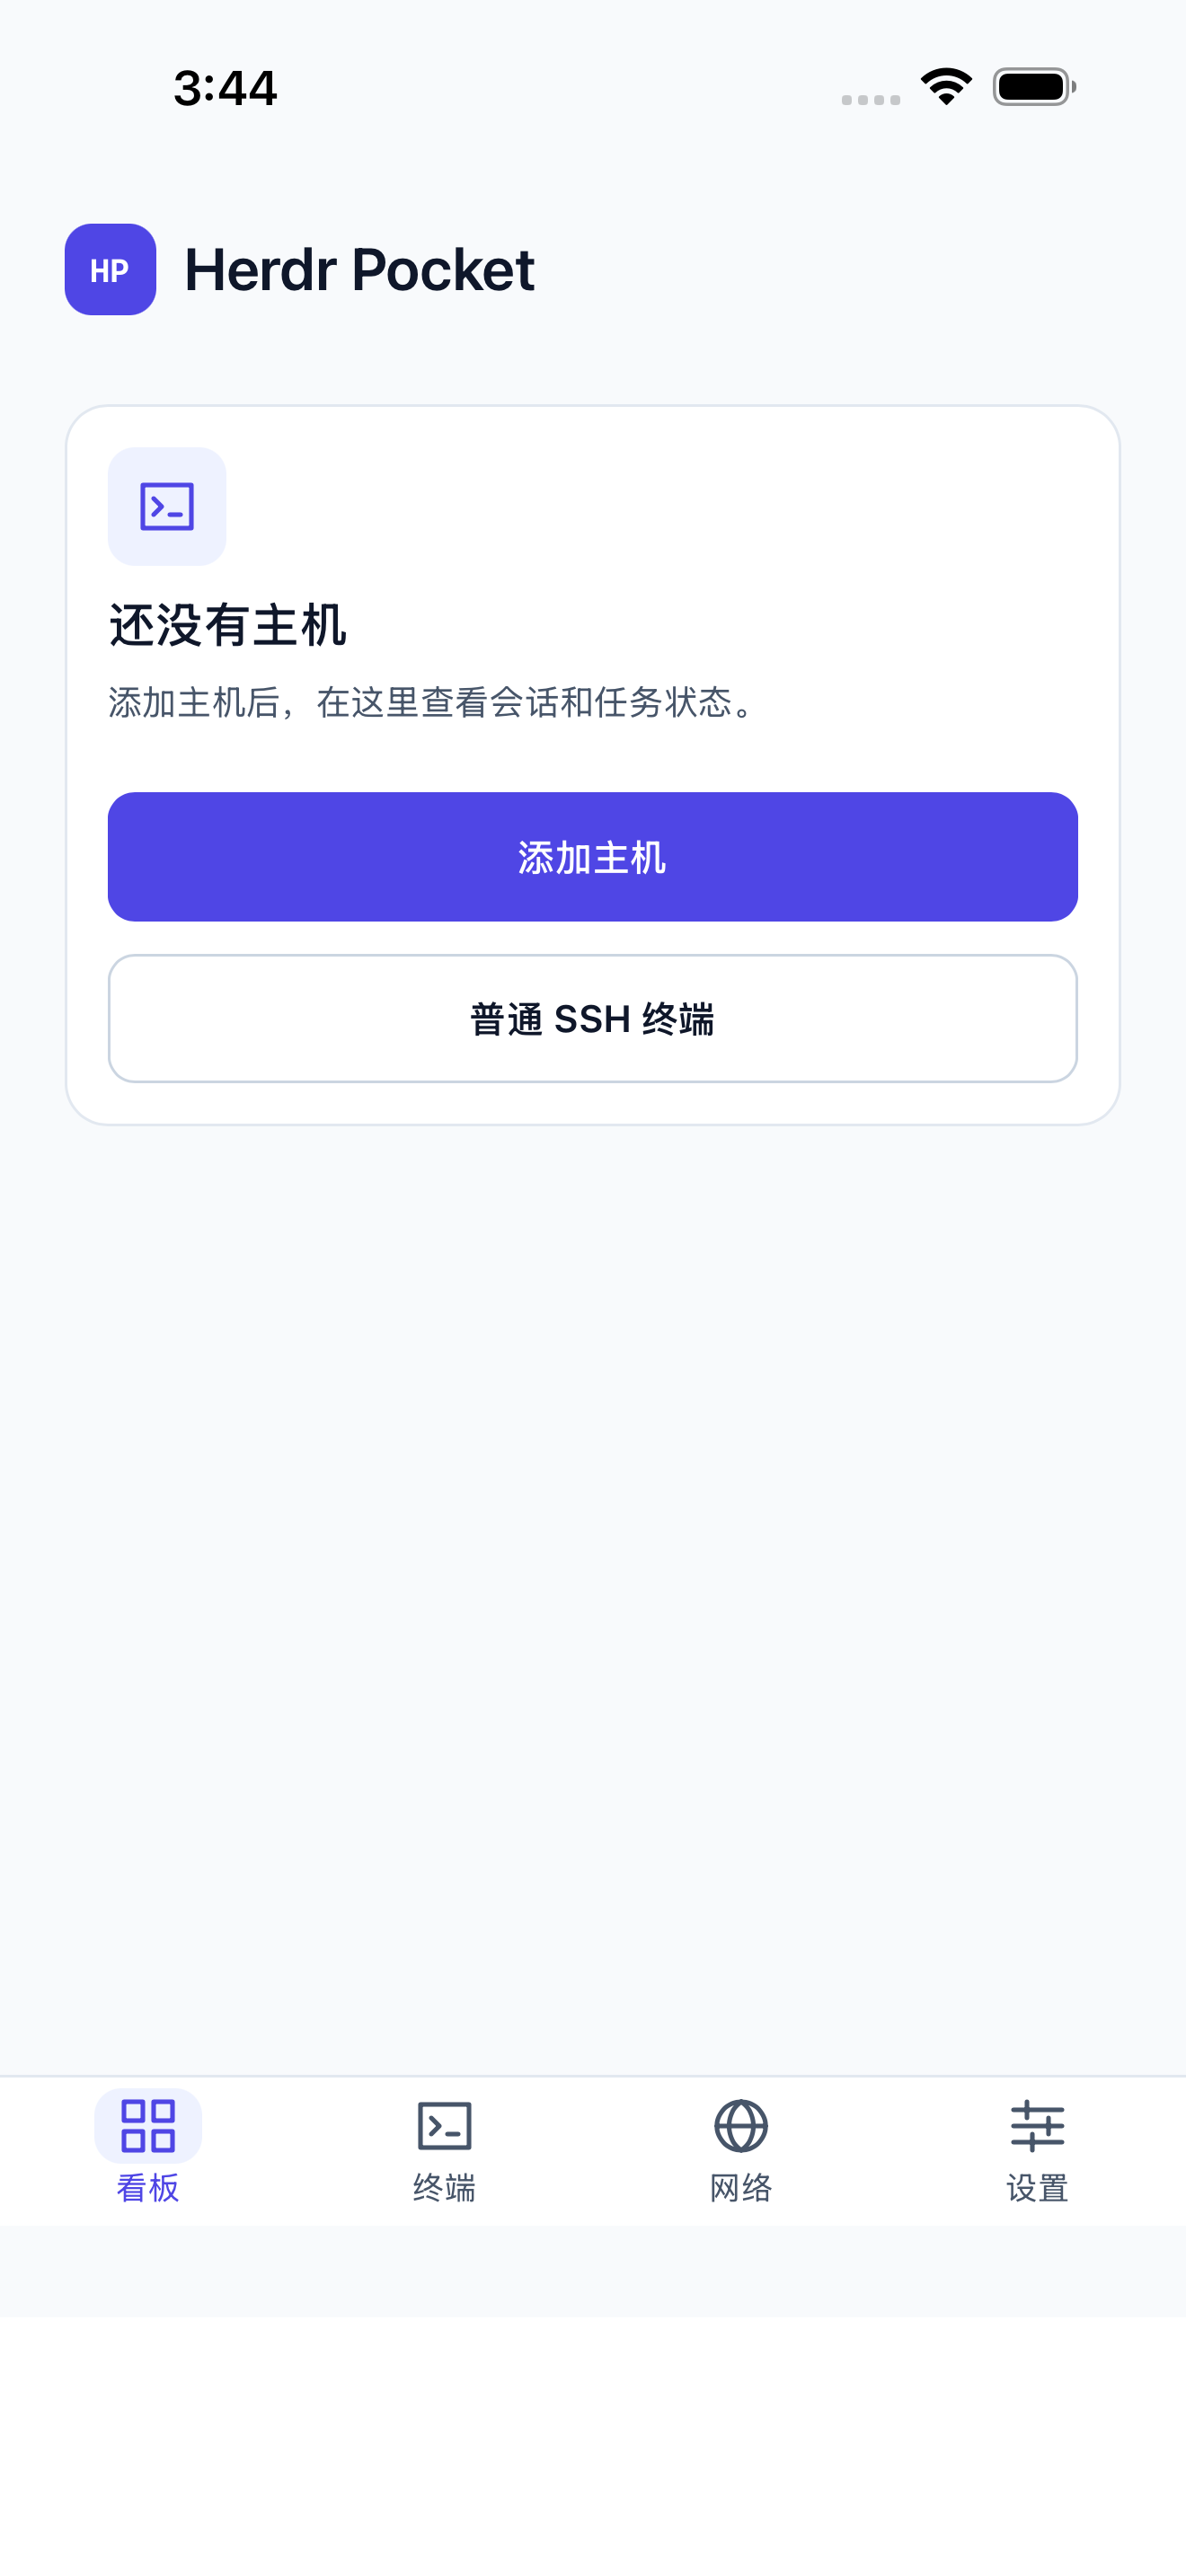 3:44
HP
Herdr Pocket
还没有主机
添加主机后，在这里查看会话和任务状态。
添加主机
普通 SSH 终端
看板
终端
网络
设置